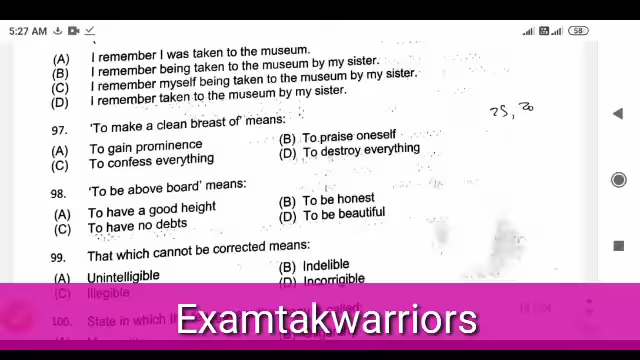 5:27 AM
58
(A) I remember I was taken to the museum.
(B) I remember being taken to the museum by my sister.
(C) I remember myself being taken to the museum by my sister.
(D) I remember taken to the museum by my sister.
25, 20
97. 'To make a clean breast of' means:
(A) To gain prominence (B) To praise oneself
(C) To confess everything (D) To destroy everything
98. 'To be above board' means:
(A) To have a good height (B) To be honest
(C) To have no debts (D) To be beautiful
99. That which cannot be corrected means:
(A) Unintelligible (B) Indelible
(C) Illegible (D) Incorrigible
Examtakwarriors
100. State in which the called: